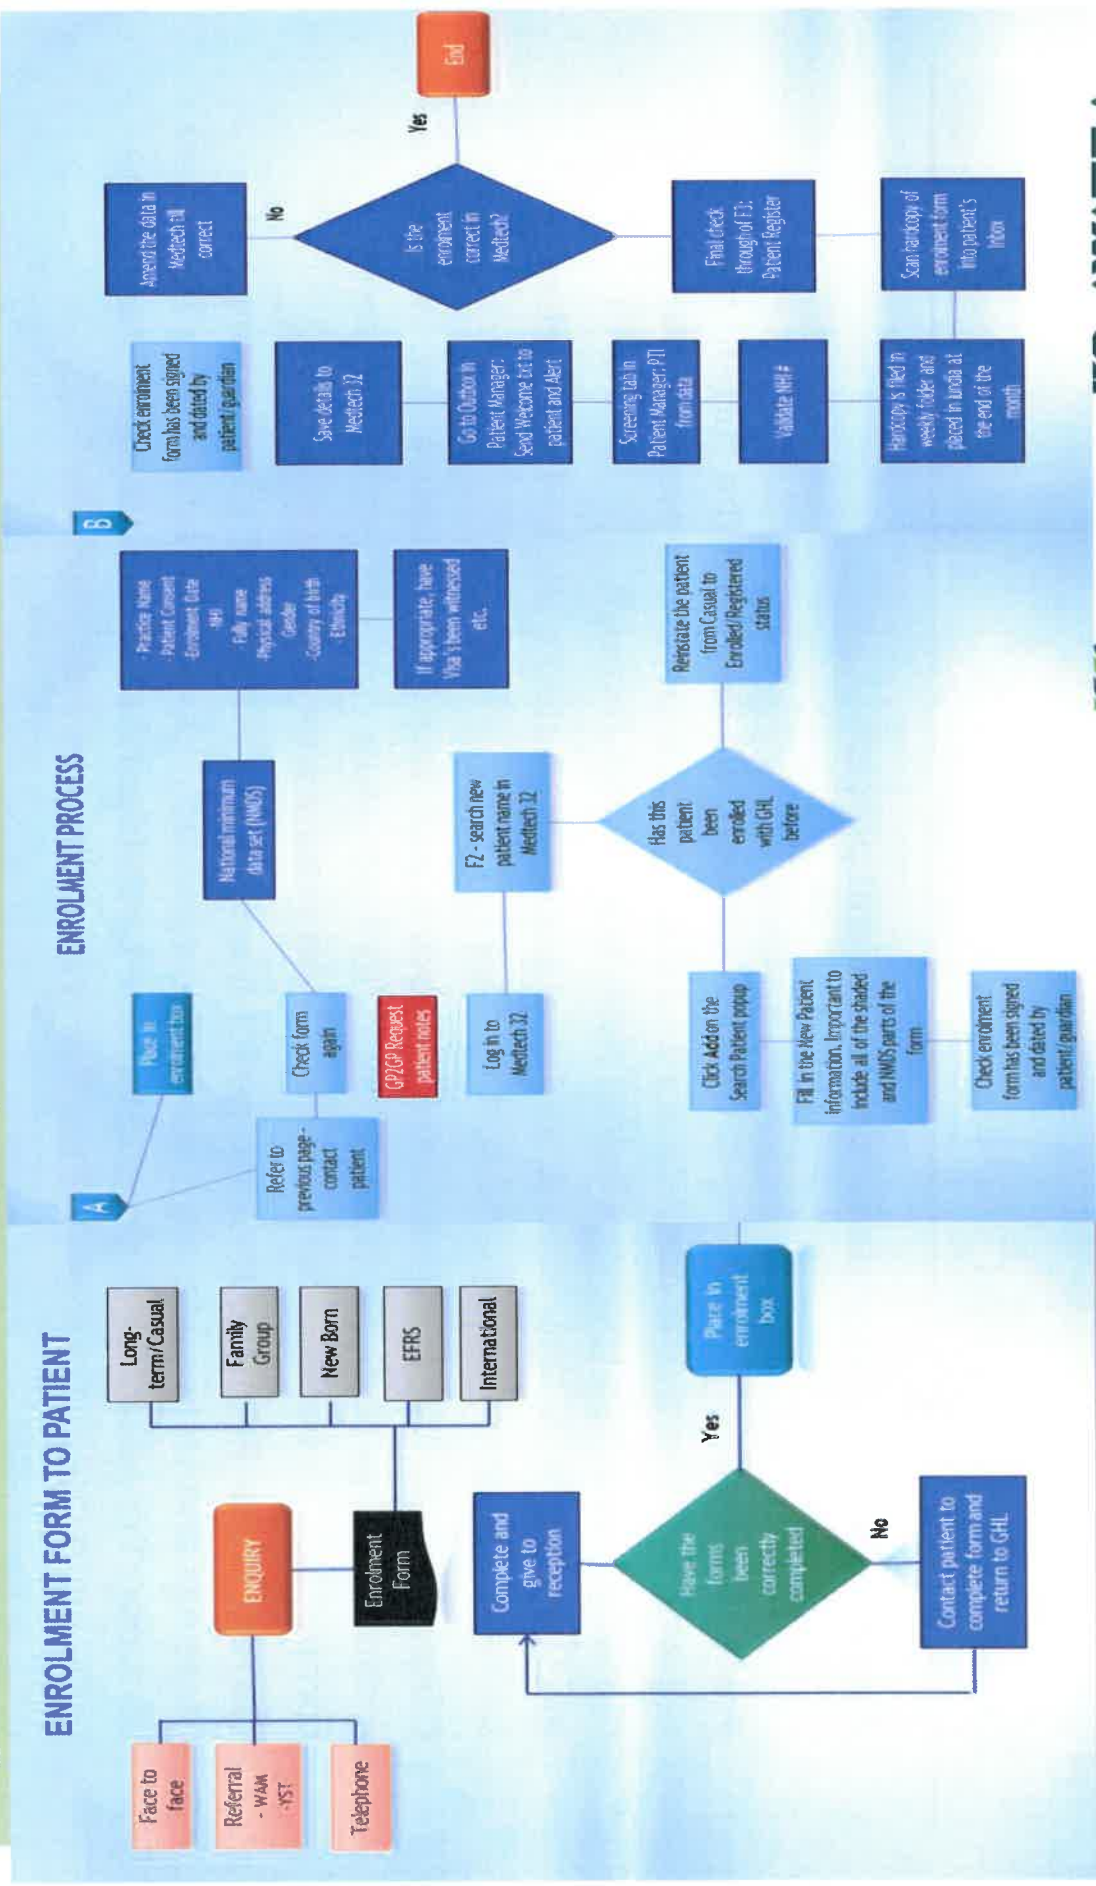 ENROLMENT FORM TO PATIENT
Face to
face
Referral
- WAM
-YST
Telephone
ENQUIRY
Enrolment
Form
Long-
term/Casual
Family
Group
New Born
EFRS
International
Complete and
give to
reception
Have the
forms
been
correctly
completed
Yes
No
Place in
enrolment
box
Contact patient to
complete form and
return to GHL
ENROLMENT PROCESS
A
Place in
enrolment box
Refer to
previous page -
contact
patient
Check form
again
National minimum
data set (NMDS)
- Practice Name
- Patient Consent
-Enrolment Date
-NHI
- Fully name
-Physical address
Gender
-Country of birth
Ethnicity
If appropriate, have
Visa's been witnessed
etc.
GP2GP Request
patient notes
Log in to
Medtech 32
F2 - search new
patient name in
Medtech 32
Has this
patient
been
enrolled
with GHL
before
Reinstate the patient
from Casual to
Enrolled/Registered
status
Click Add on the
Search Patient popup
Fill in the New Patient
information. Important to
include all of the shaded
and NMDS parts of the
form
Check enrolment
form has been signed
and dated by
patient/guardian
B
Check enrolment
form has been signed
and dated by
patient/guardian
Save details to
Medtech 32
Go to Outbox in
Patient Manager:
Send Welcome txt to
patient and Alert
Screening tab in
Patient Manager: PTI
from data
Validate NHI #
Hardcopy is filed in
weekly folder and
placed in at
the end of the
month
Scan hardcopy of
enrolment form
into patient's
Inbox
Final check
through of F3:
Patient Register
Is the
enrolment
correct in
Medtech?
No
Amend the data in
Medtech till
correct
Yes
End